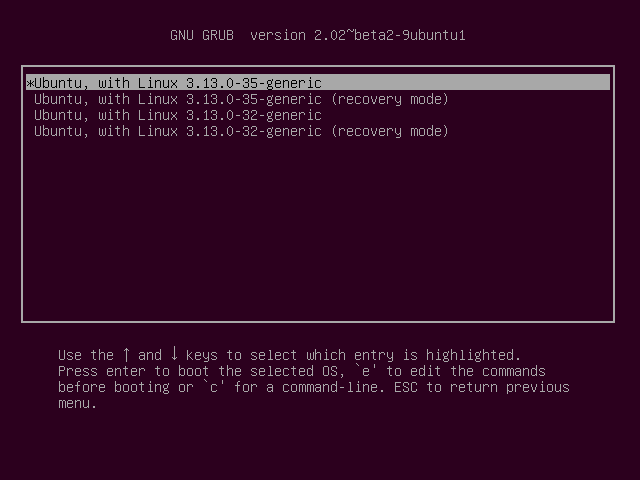 GNU GRUB  version 2.02~beta2-9ubuntu1
*Ubuntu, with Linux 3.13.0-35-generic
Ubuntu, with Linux 3.13.0-35-generic (recovery mode)
Ubuntu, with Linux 3.13.0-32-generic
Ubuntu, with Linux 3.13.0-32-generic (recovery mode)
Use the ↑ and ↓ keys to select which entry is highlighted.
Press enter to boot the selected OS, `e' to edit the commands
before booting or `c' for a command-line. ESC to return previous
menu.